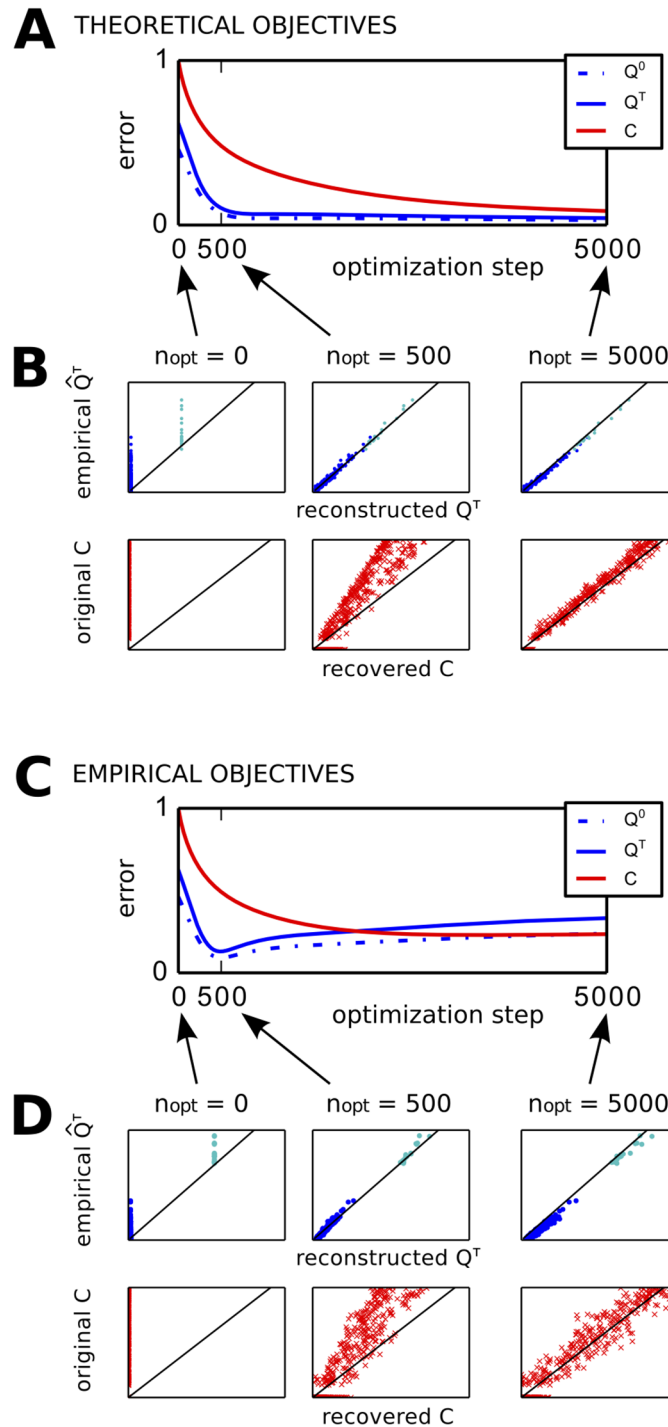 A THEORETICAL OBJECTIVES
1
error
0
Q⁰
Qᵀ
C
0 500 5000
optimization step
B
nopt = 0 nopt = 500 nopt = 5000
empirical Q̂ᵀ
reconstructed Qᵀ
original C
recovered C
C EMPIRICAL OBJECTIVES
1
error
0
Q⁰
Qᵀ
C
0 500 5000
optimization step
D
nopt = 0 nopt = 500 nopt = 5000
empirical Q̂ᵀ
reconstructed Qᵀ
original C
recovered C